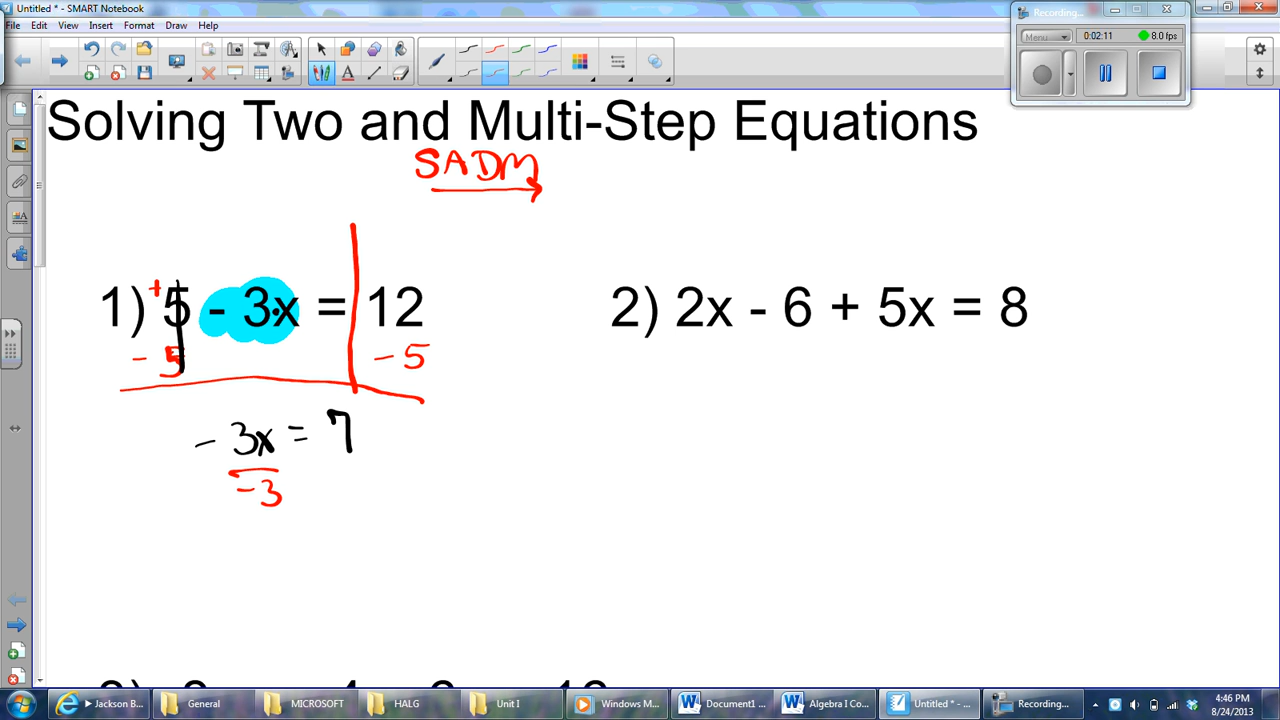 Untitled * - SMART Notebook
File Edit View Insert Format Tools Draw Help
Recording...
Menu 0:02:11 8.0 fps
Solving Two and Multi-Step Equations
SADM
1) +5 - 3x = 12
- 5 - 5
- 3x = 7
-3
2) 2x - 6 + 5x = 8
Jackson B... General MICROSOFT HALG Unit I Windows M... Document1 ... Algebra I Co... Untitled * - ... Recording...
4:46 PM
8/24/2013